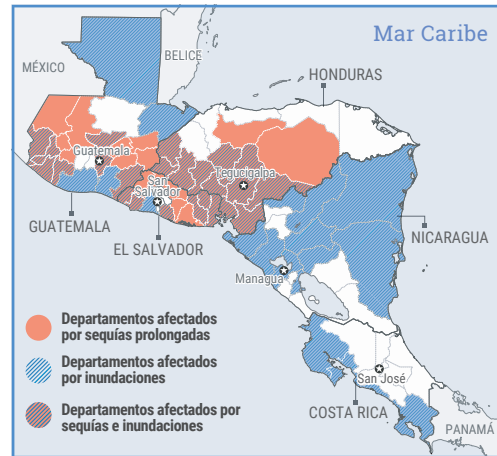 Mar Caribe
MÉXICO
BELICE
HONDURAS
Guatemala
Tegucigalpa
San
Salvador
GUATEMALA
EL SALVADOR
NICARAGUA
Managua
Departamentos afectados
por sequías prolongadas
Departamentos afectados
por inundaciones
Departamentos afectados por
sequías e inundaciones
San José
COSTA RICA
PANAMÁ